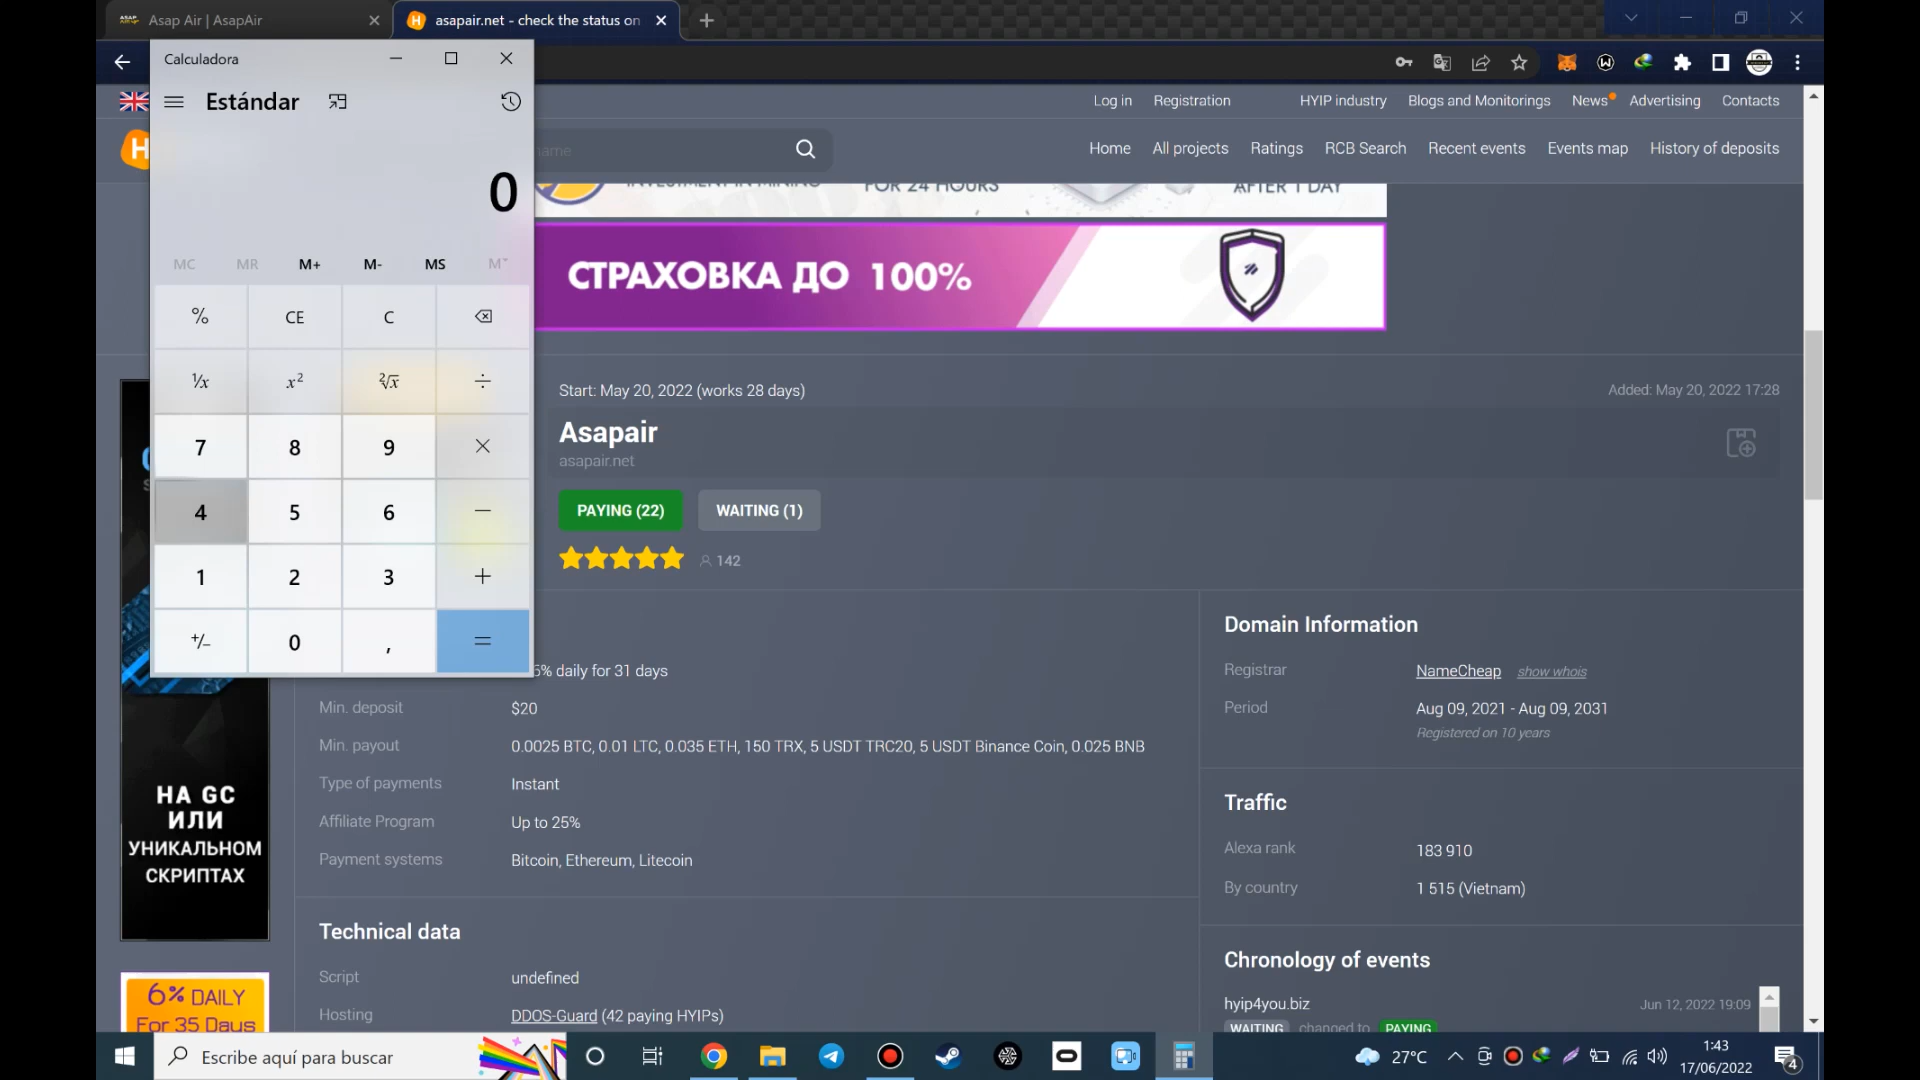 ASAP
Asap Air | AsapAir
asapair.net - check the status on
Calculadora
Estándar
0
MC MR M+ M- MS M
% CE C
1/x x² ²√x ÷
7 8 9 ×
4 5 6 −
1 2 3 +
+/− 0 , =
Log in Registration HYIP industry Blogs and Monitorings News Advertising Contacts
H
name
Home All projects Ratings RCB Search Recent events Events map History of deposits
INVESTMENT IN MINING FOR 24 HOURS AFTER 1 DAY
СТРАХОВКА ДО 100%
Start: May 20, 2022 (works 28 days)
Added: May 20, 2022 17:28
Asapair
asapair.net
PAYING (22) WAITING (1)
142
5% daily for 31 days
Min. deposit $20
Min. payout 0.0025 BTC, 0.01 LTC, 0.035 ETH, 150 TRX, 5 USDT TRC20, 5 USDT Binance Coin, 0.025 BNB
Type of payments Instant
Affiliate Program Up to 25%
Payment systems Bitcoin, Ethereum, Litecoin
Technical data
Script undefined
Hosting DDOS-Guard (42 paying HYIPs)
Domain Information
Registrar NameCheap show whois
Period Aug 09, 2021 - Aug 09, 2031
Registered on 10 years
Traffic
Alexa rank 183 910
By country 1 515 (Vietnam)
Chronology of events
hyip4you.biz Jun 12, 2022 19:09
WAITING changed to PAYING
НА GC
ИЛИ
УНИКАЛЬНОМ
СКРИПТАХ
6% DAILY
For 35 Days
Escribe aquí para buscar
27°C
1:43
17/06/2022
4